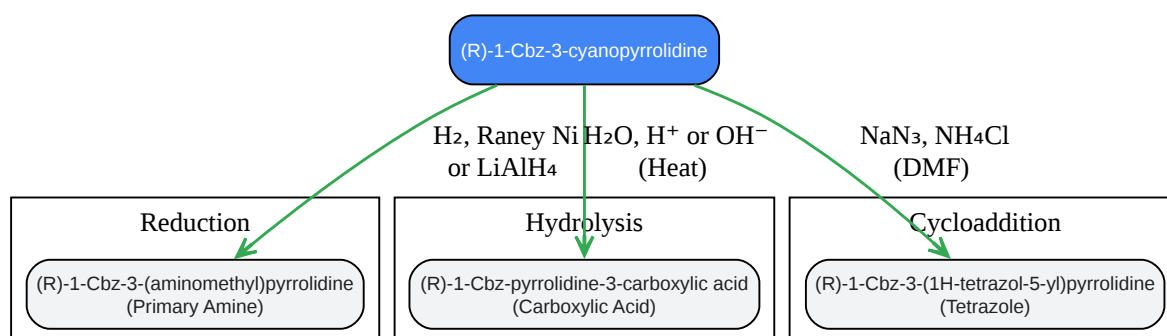 (R)-1-Cbz-3-cyanopyrrolidine
H₂, Raney Ni
or LiAlH₄
H₂O, H⁺ or OH⁻
(Heat)
NaN₃, NH₄Cl
(DMF)
Reduction
(R)-1-Cbz-3-(aminomethyl)pyrrolidine
(Primary Amine)
Hydrolysis
(R)-1-Cbz-pyrrolidine-3-carboxylic acid
(Carboxylic Acid)
Cycloaddition
(R)-1-Cbz-3-(1H-tetrazol-5-yl)pyrrolidine
(Tetrazole)